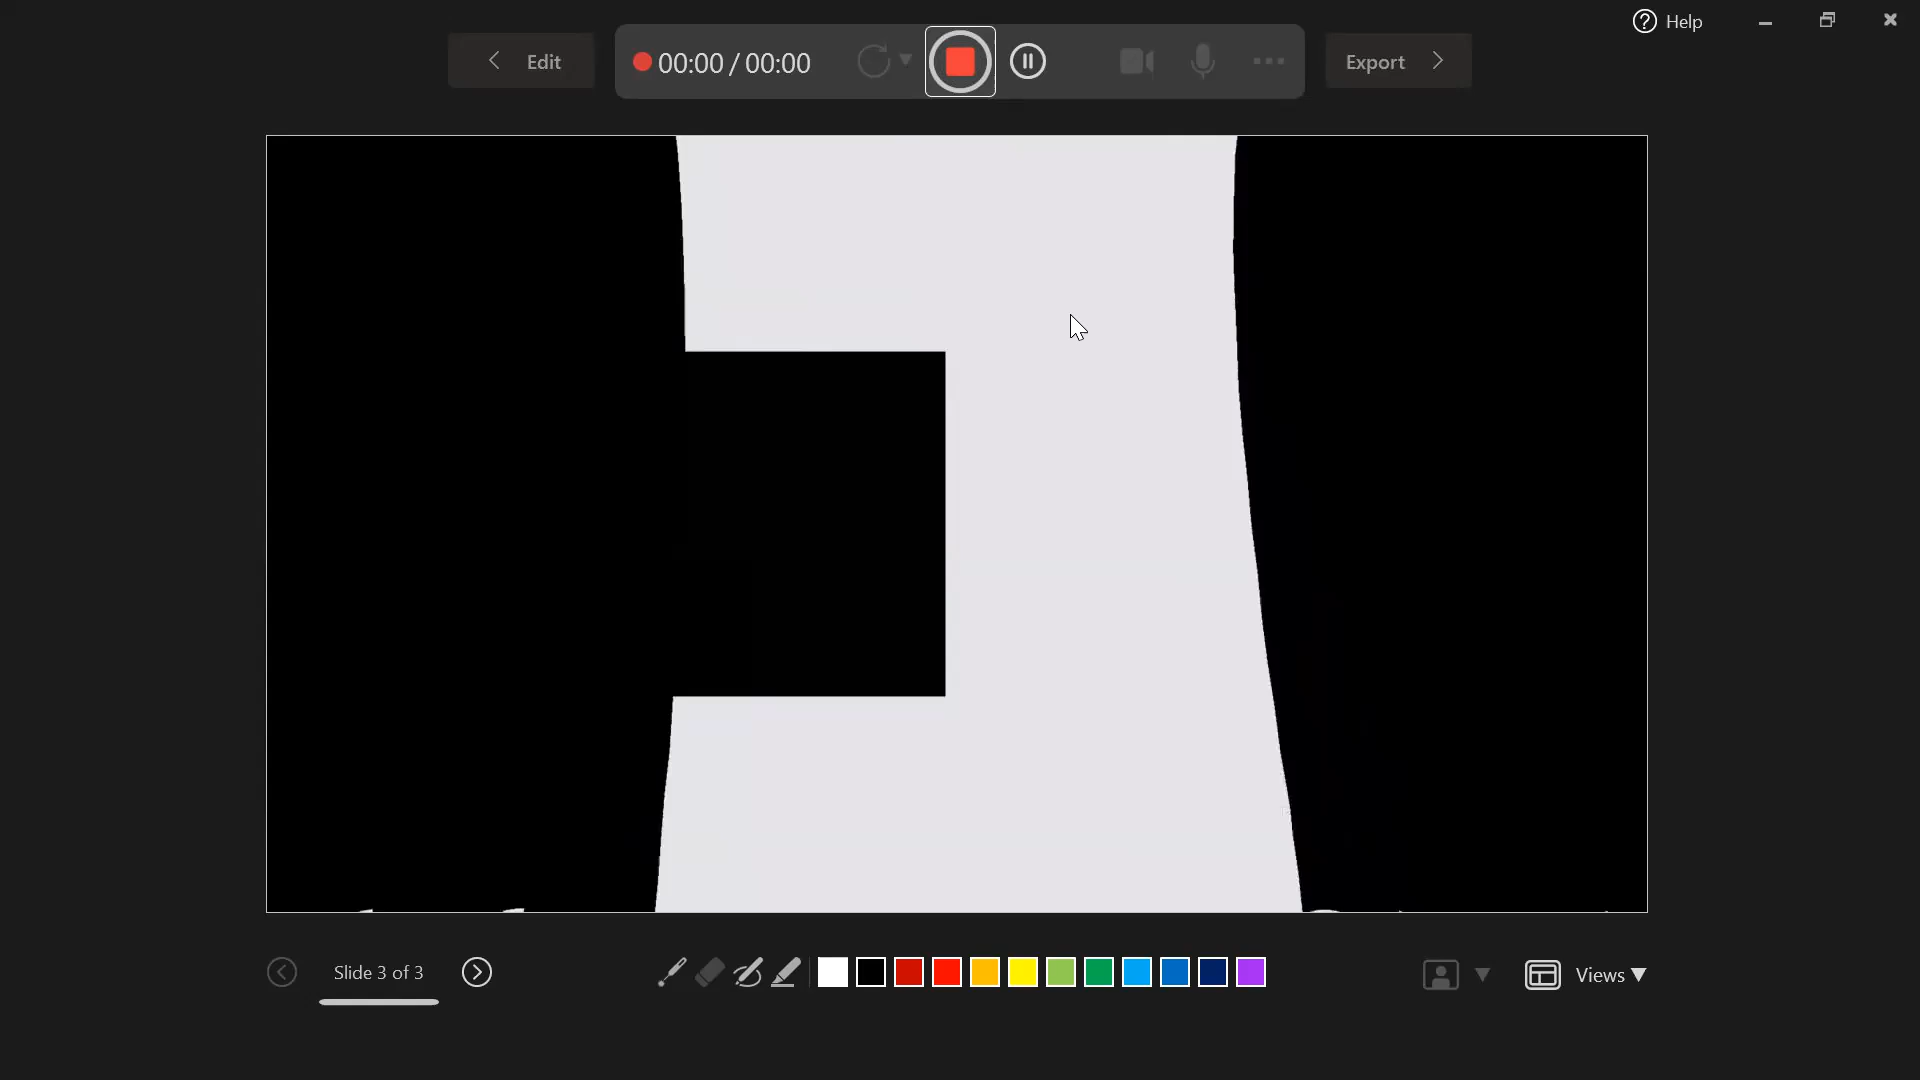 Help
Edit
00:00 / 00:00
Export
Slide 3 of 3
Views